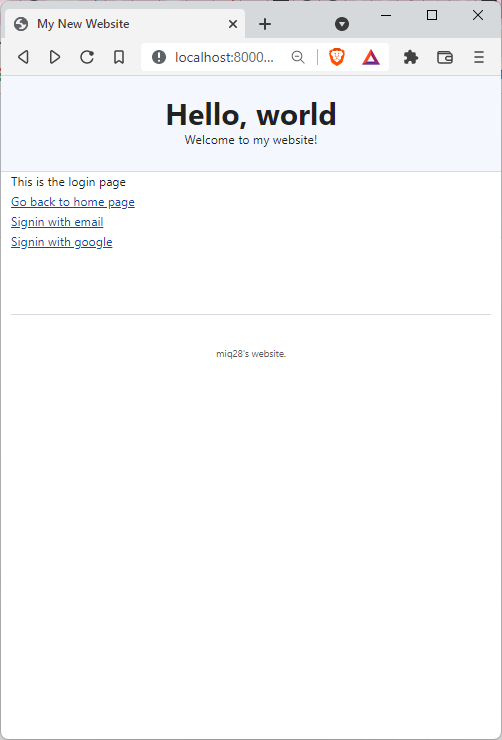 My New Website
localhost:8000...
Hello, world
Welcome to my website!
This is the login page
Go back to home page
Signin with email
Signin with google
miq28's website.